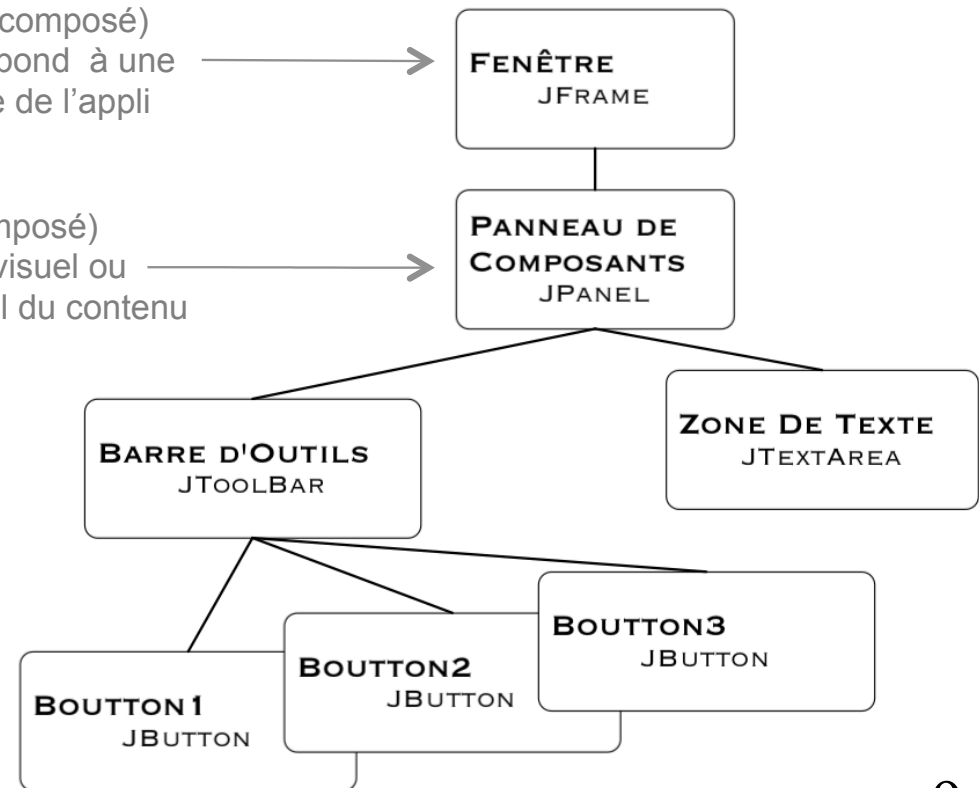 composé)
pond à une
e de l'appli
FENÊTRE
JFRAME
mposé)
visuel ou
l du contenu
PANNEAU DE
COMPOSANTS
JPANEL
BARRE D'OUTILS
JTOOLBAR
ZONE DE TEXTE
JTEXTAREA
BOUTTON1
JBUTTON
BOUTTON2
JBUTTON
BOUTTON3
JBUTTON